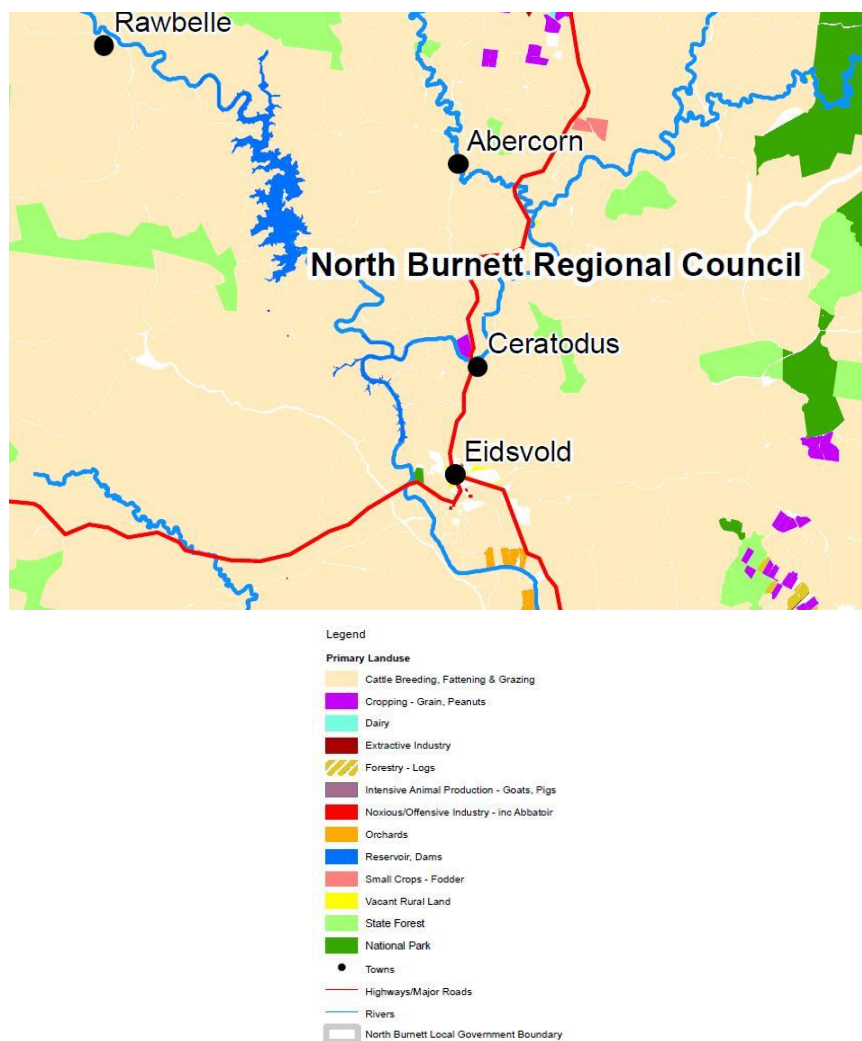 Rawbelle
Abercorn
North Burnett Regional Council
Ceratodus
Eidsvold
Legend
Primary Landuse
Cattle Breeding, Fattening & Grazing
Cropping - Grain, Peanuts
Dairy
Extractive Industry
Forestry - Logs
Intensive Animal Production - Goats, Pigs
Noxious/Offensive Industry - inc Abbatoir
Orchards
Reservoir, Dams
Small Crops - Fodder
Vacant Rural Land
State Forest
National Park
Towns
Highways/Major Roads
Rivers
North Burnett Local Government Boundary